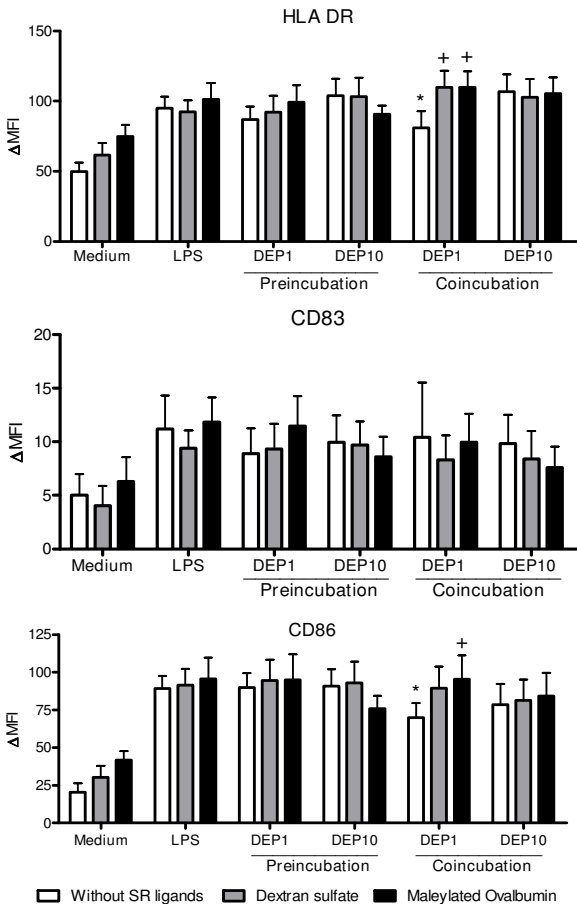 HLA DR
150
100
50
0
ΔMFI
* + +
Medium LPS DEP1 DEP10 DEP1 DEP10
Preincubation Coincubation
CD83
20
15
10
5
0
ΔMFI
Medium LPS DEP1 DEP10 DEP1 DEP10
Preincubation Coincubation
CD86
125
100
75
50
25
0
ΔMFI
* +
Medium LPS DEP1 DEP10 DEP1 DEP10
Preincubation Coincubation
Without SR ligands Dextran sulfate Maleylated Ovalbumin